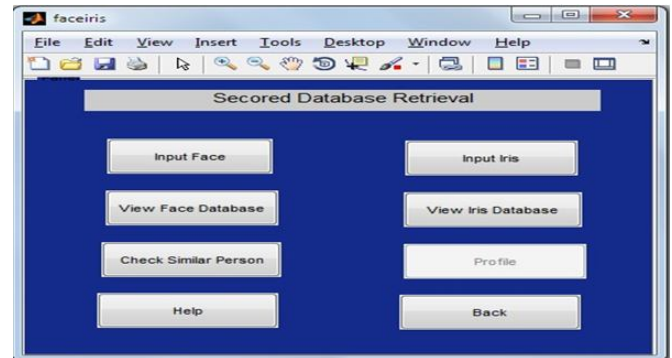 faceiris
File Edit View Insert Tools Desktop Window Help
Secored Database Retrieval
Input Face Input Iris
View Face Database View Iris Database
Check Similar Person Profile
Help Back